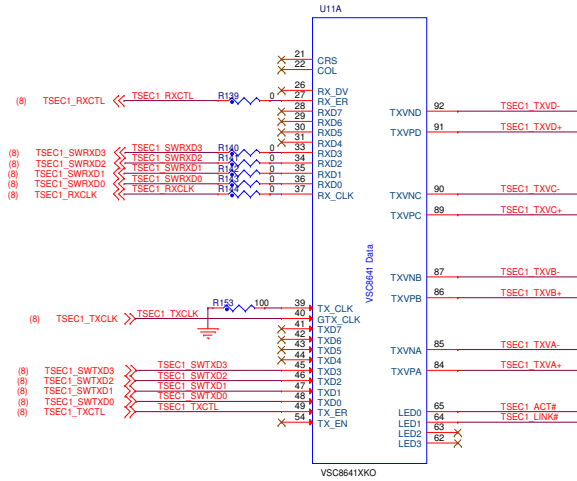 U11A
21 CRS
22 COL
26 RX_DV
(8) TSEC1_RXCTL TSEC1_RXCTL R139 0 27 RX_ER
28 RXD7
29 RXD6
30 RXD5
31 RXD4
(8) TSEC1_SWRXD3 TSEC1_SWRXD3 R140 0 33 RXD3
(8) TSEC1_SWRXD2 TSEC1_SWRXD2 R141 0 34 RXD2
(8) TSEC1_SWRXD1 TSEC1_SWRXD1 R142 0 35 RXD1
(8) TSEC1_SWRXD0 TSEC1_SWRXD0 R143 0 36 RXD0
(8) TSEC1_RXCLK TSEC1_RXCLK R144 0 37 RX_CLK
R153 100 39 TX_CLK
(8) TSEC1_TXCLK TSEC1_TXCLK 40 GTX_CLK
41 TXD7
42 TXD6
43 TXD5
44 TXD4
(8) TSEC1_SWTXD3 TSEC1_SWTXD3 45 TXD3
(8) TSEC1_SWTXD2 TSEC1_SWTXD2 46 TXD2
(8) TSEC1_SWTXD1 TSEC1_SWTXD1 47 TXD1
(8) TSEC1_SWTXD0 TSEC1_SWTXD0 48 TXD0
(8) TSEC1_TXCTL TSEC1_TXCTL 49 TX_ER
54 TX_EN
VSC8641 Data
TXVND 92 TSEC1_TXVD-
TXVPD 91 TSEC1_TXVD+
TXVNC 90 TSEC1_TXVC-
TXVPC 89 TSEC1_TXVC+
TXVNB 87 TSEC1_TXVB-
TXVPB 86 TSEC1_TXVB+
TXVNA 85 TSEC1_TXVA-
TXVPA 84 TSEC1_TXVA+
LED0 65 TSEC1_ACT#
LED1 64 TSEC1_LINK#
LED2 63
LED3 62
VSC8641XKO